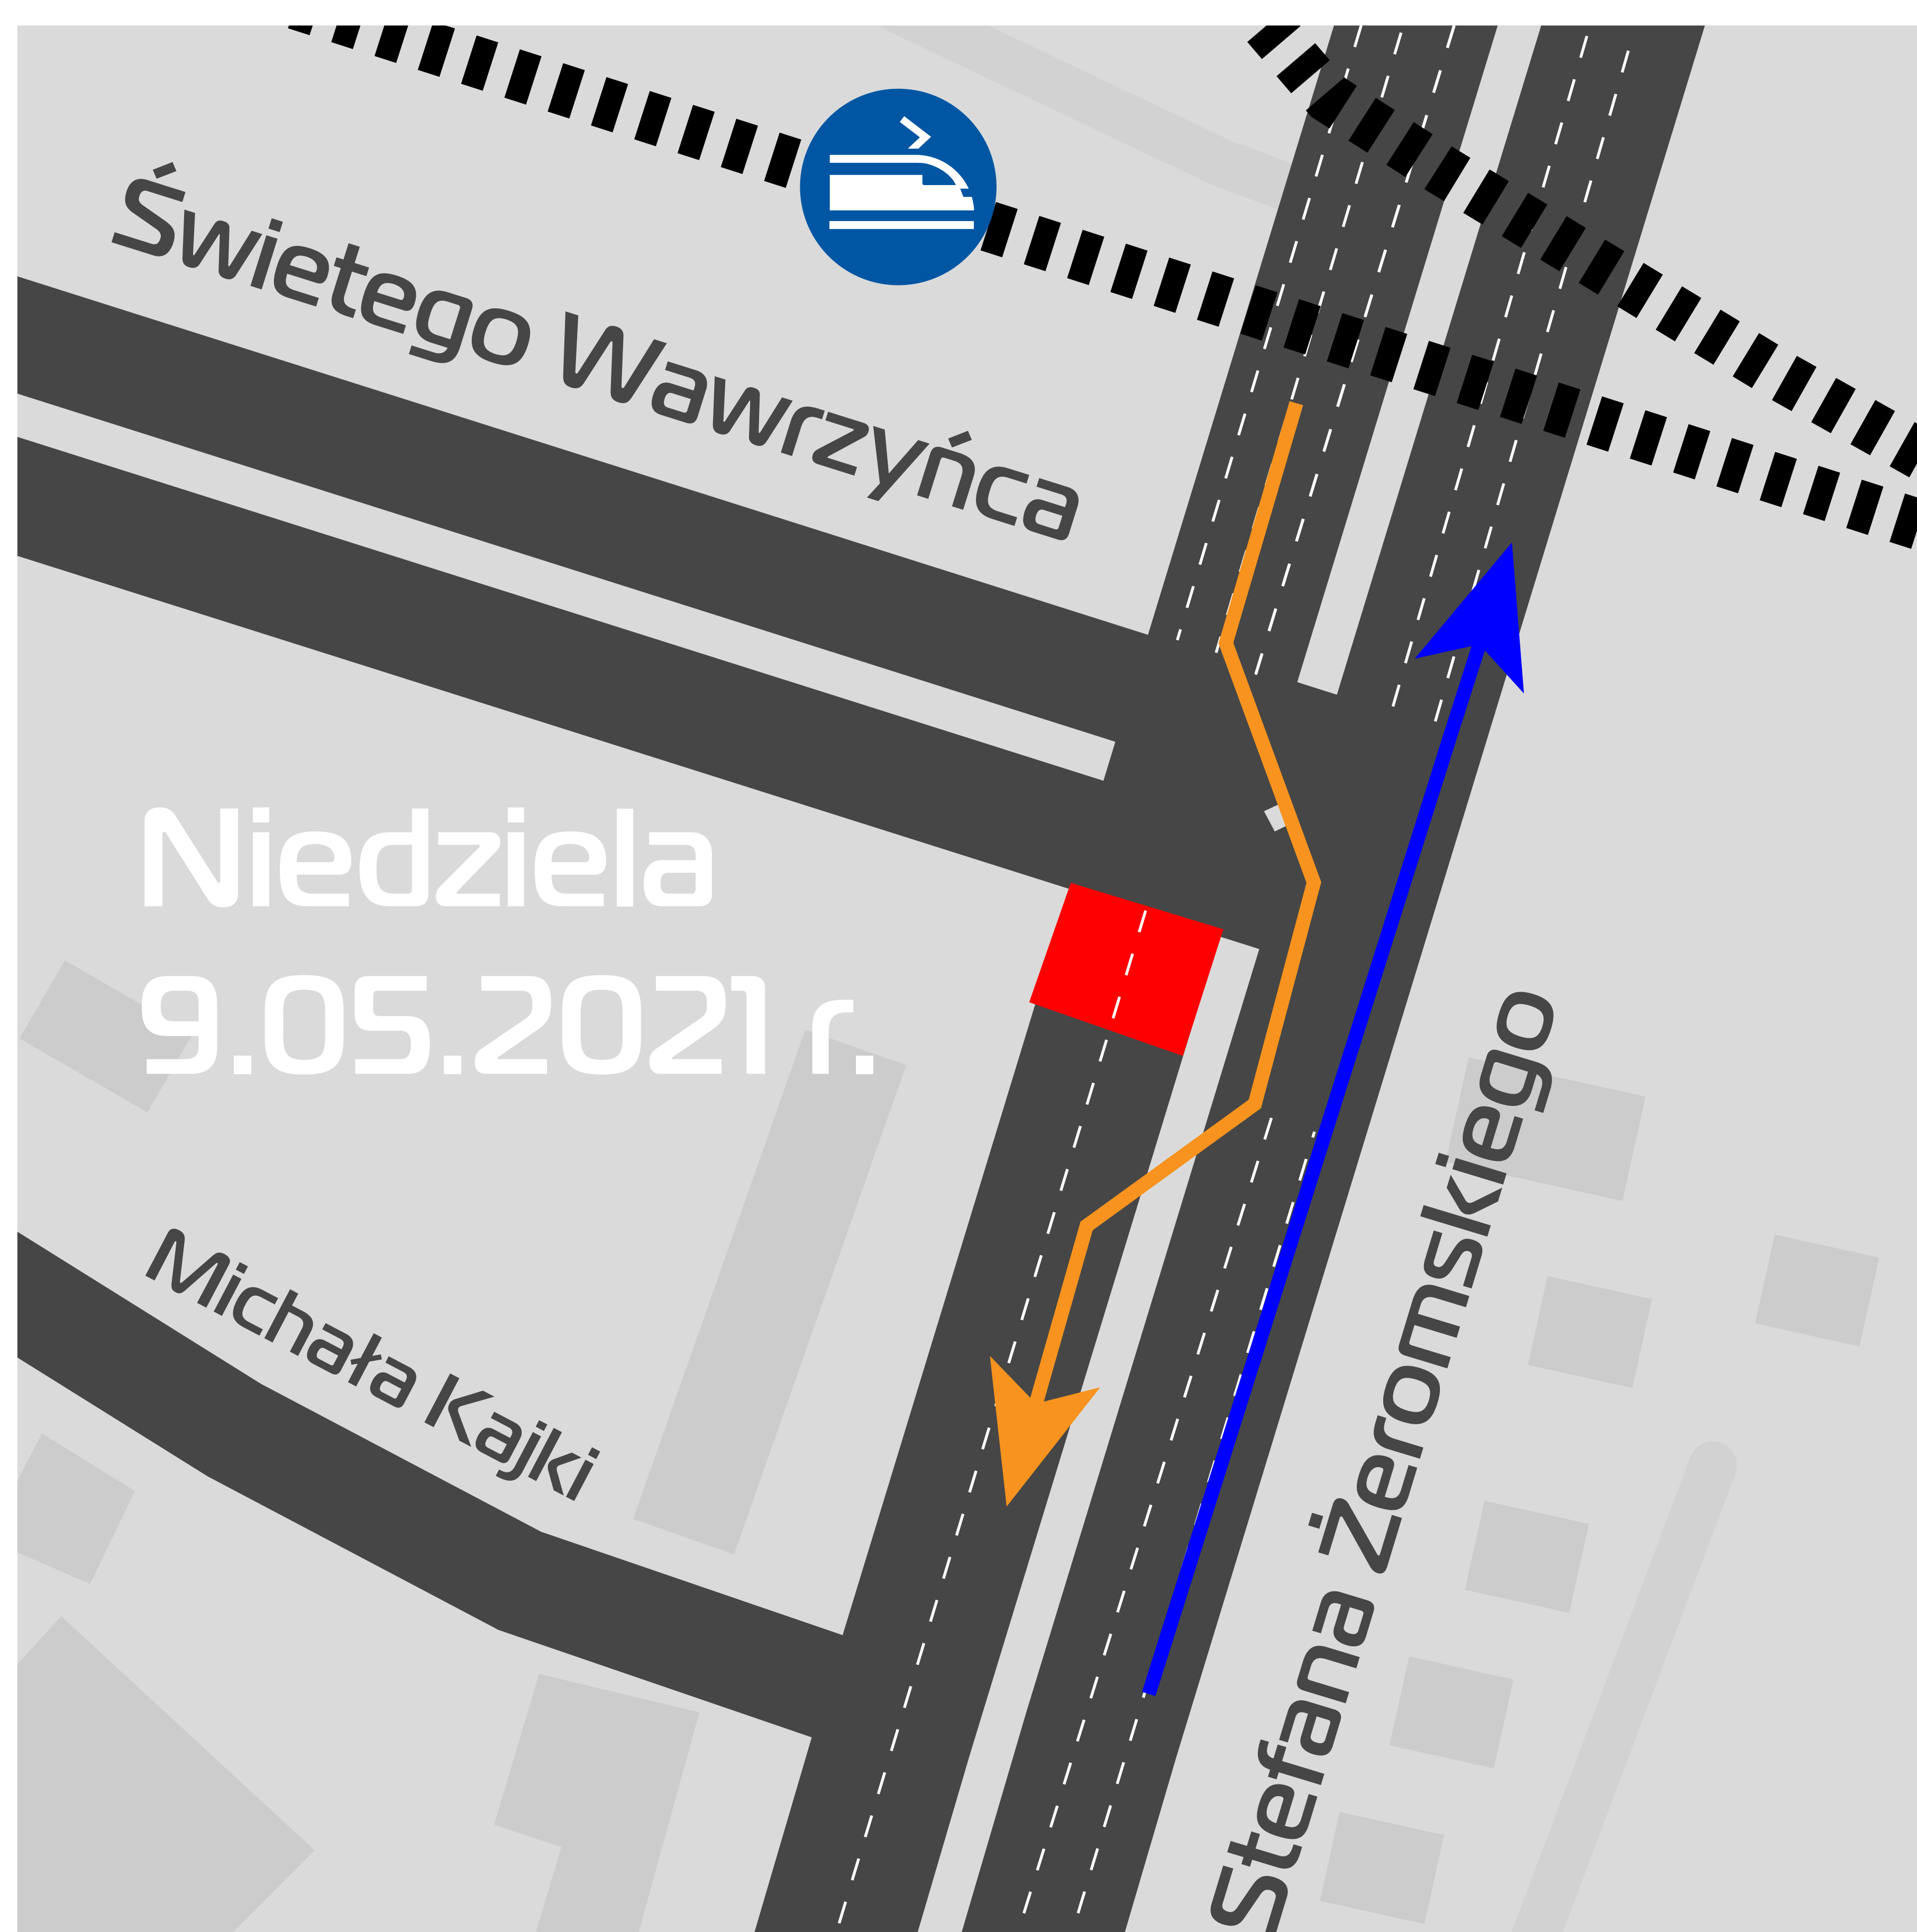 Świetego Wawrzyńca
Niedziela
9.05.2021 r.
Michała Kajki
Stefana Żeromskiego